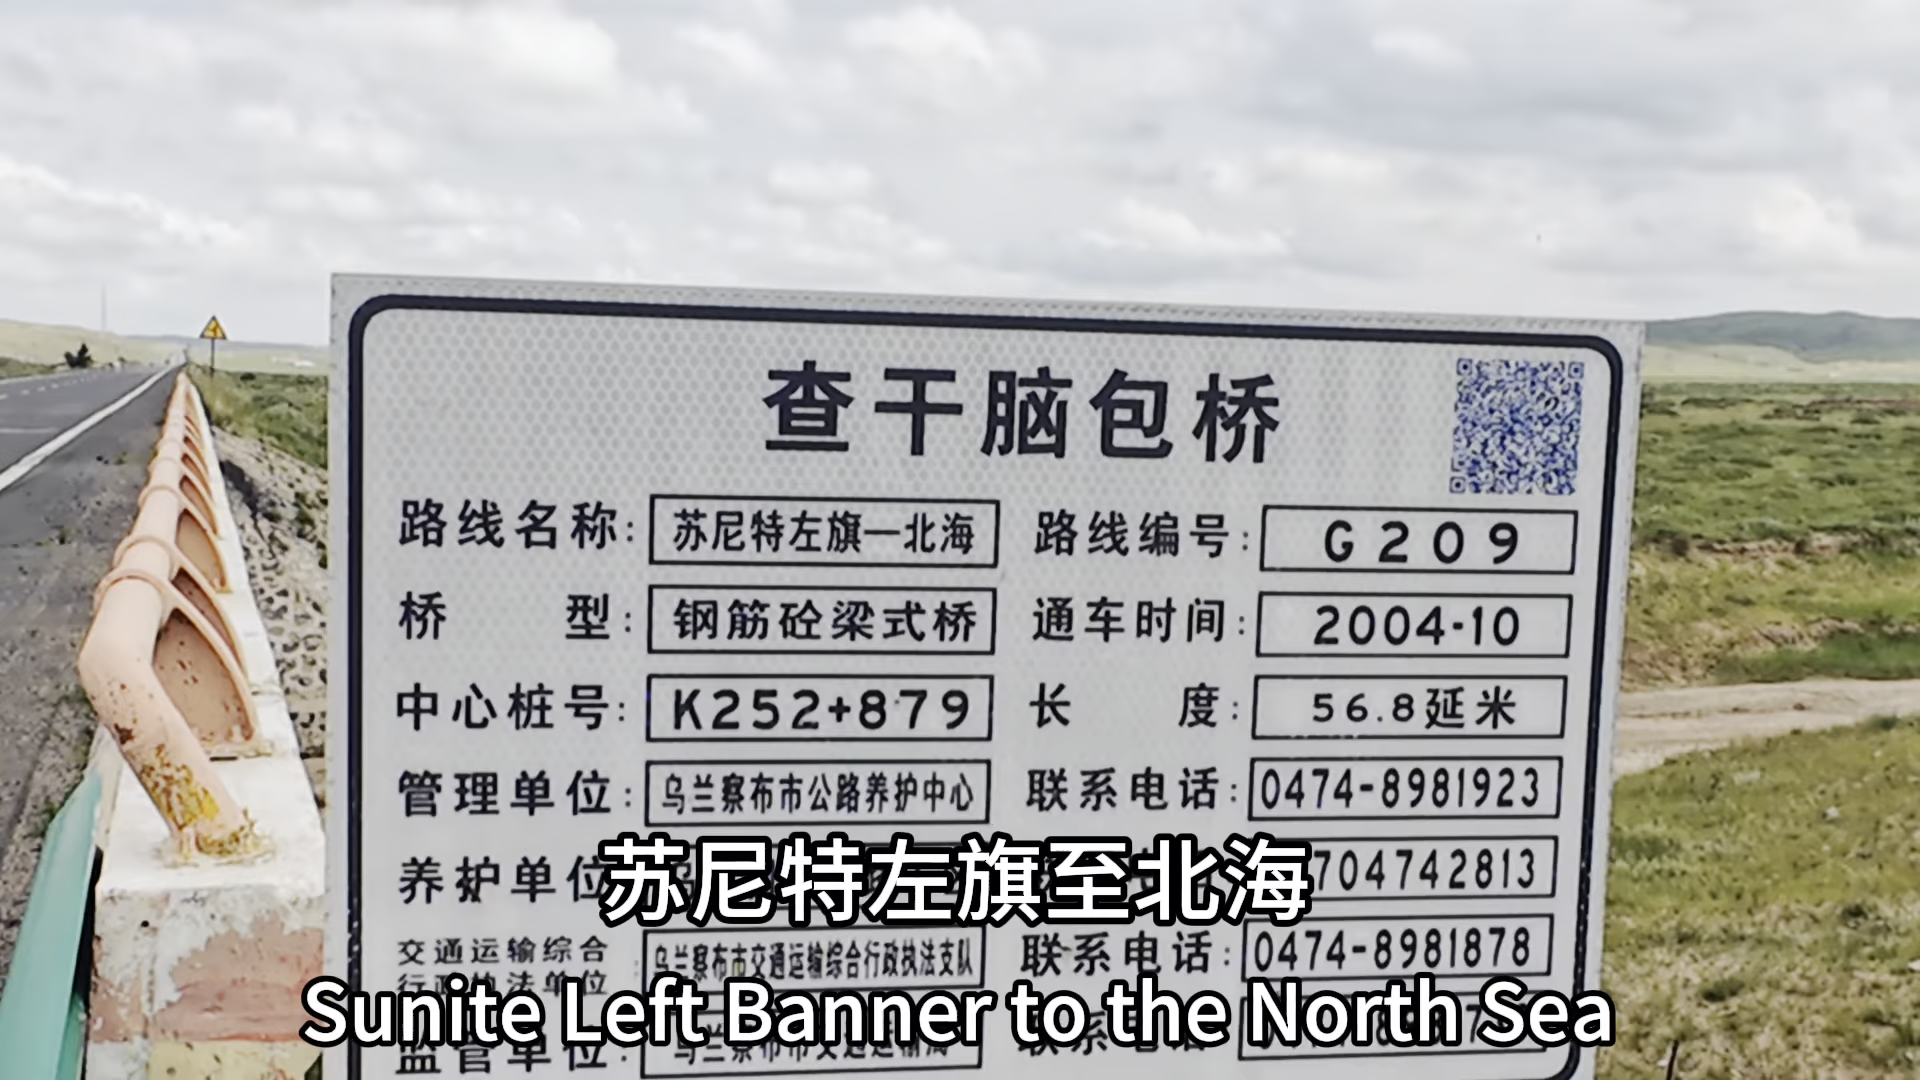 查干脑包桥
路线名称: 苏尼特左旗—北海 路线编号: G209
桥 型: 钢筋砼梁式桥 通车时间: 2004-10
中心桩号: K252+879 长 度: 56.8延米
管理单位: 乌兰察布市公路养护中心 联系电话: 0474-8981923
养护单位 704742813
苏尼特左旗至北海
交通运输综合
行政执法单位: 乌兰察布市交通运输综合行政执法支队 联系电话: 0474-8981878
Sunite Left Banner to the North Sea
监管单位: